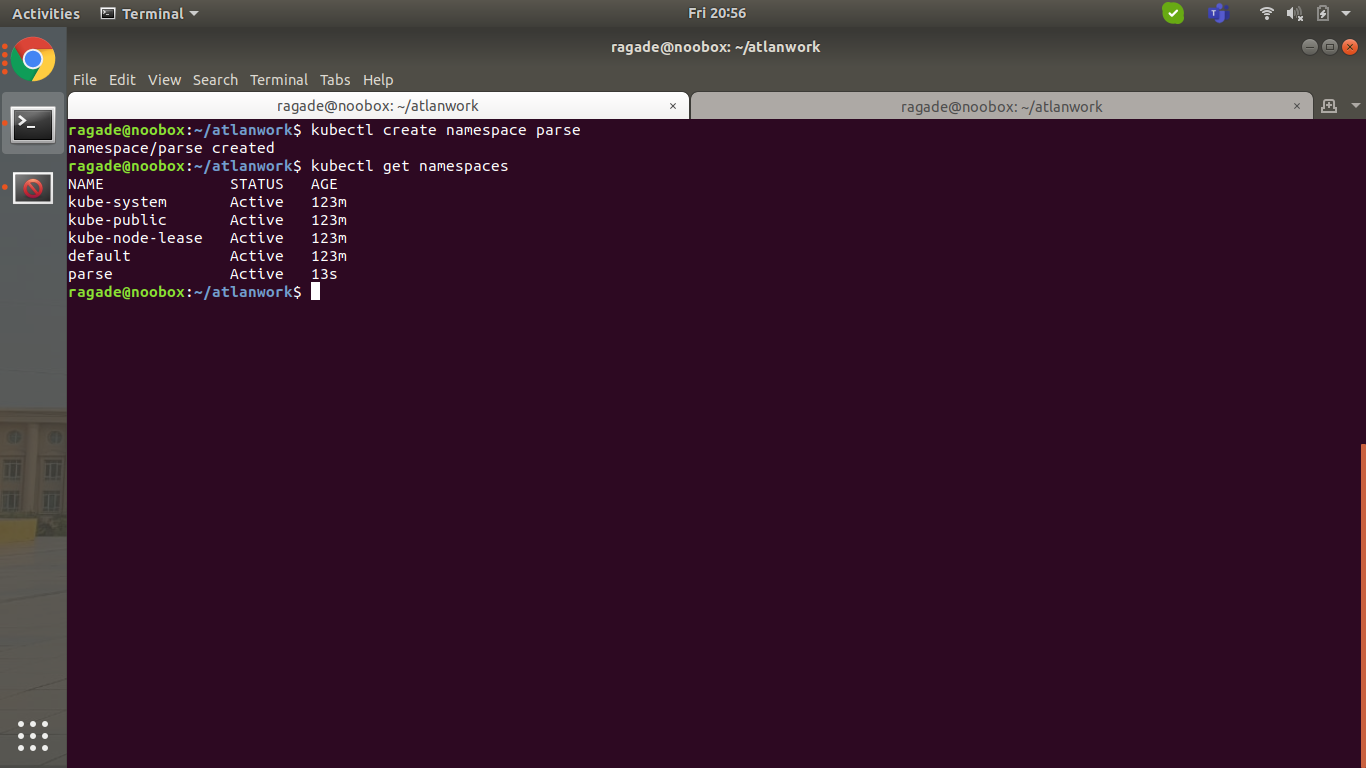 Activities Terminal Fri 20:56
ragade@noobox: ~/atlanwork
File Edit View Search Terminal Tabs Help
ragade@noobox: ~/atlanwork × ragade@noobox: ~/atlanwork ×
ragade@noobox:~/atlanwork$ kubectl create namespace parse
namespace/parse created
ragade@noobox:~/atlanwork$ kubectl get namespaces
NAME STATUS AGE
kube-system Active 123m
kube-public Active 123m
kube-node-lease Active 123m
default Active 123m
parse Active 13s
ragade@noobox:~/atlanwork$